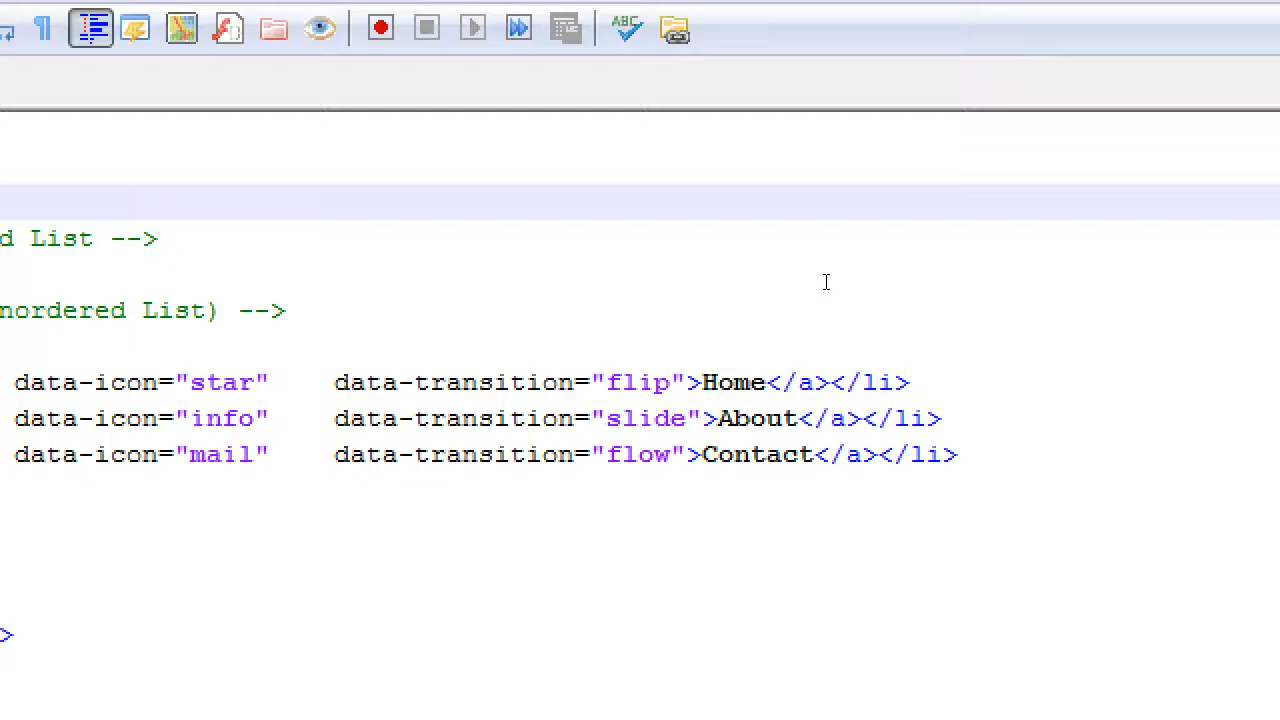 ABC
d List -->
nordered List) -->
data-icon="star" data-transition="flip">Home</a></li>
data-icon="info" data-transition="slide">About</a></li>
data-icon="mail" data-transition="flow">Contact</a></li>
>